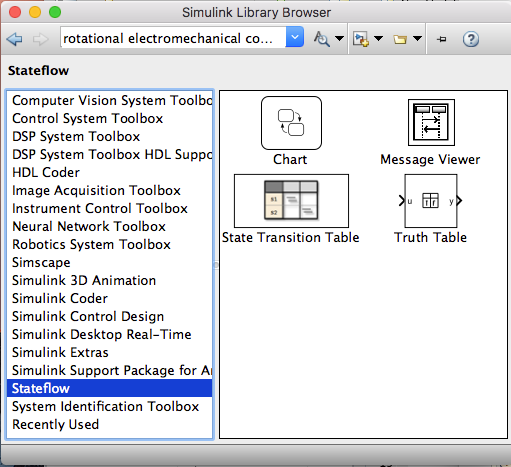 Simulink Library Browser
rotational electromechanical co...
Stateflow
Computer Vision System Toolbo
Control System Toolbox
DSP System Toolbox
DSP System Toolbox HDL Suppo
HDL Coder
Image Acquisition Toolbox
Instrument Control Toolbox
Neural Network Toolbox
Robotics System Toolbox
Simscape
Simulink 3D Animation
Simulink Coder
Simulink Control Design
Simulink Desktop Real-Time
Simulink Extras
Simulink Support Package for Ar
Stateflow
System Identification Toolbox
Recently Used
Chart
Message Viewer
S1
S2
State Transition Table
u
T F
y
Truth Table